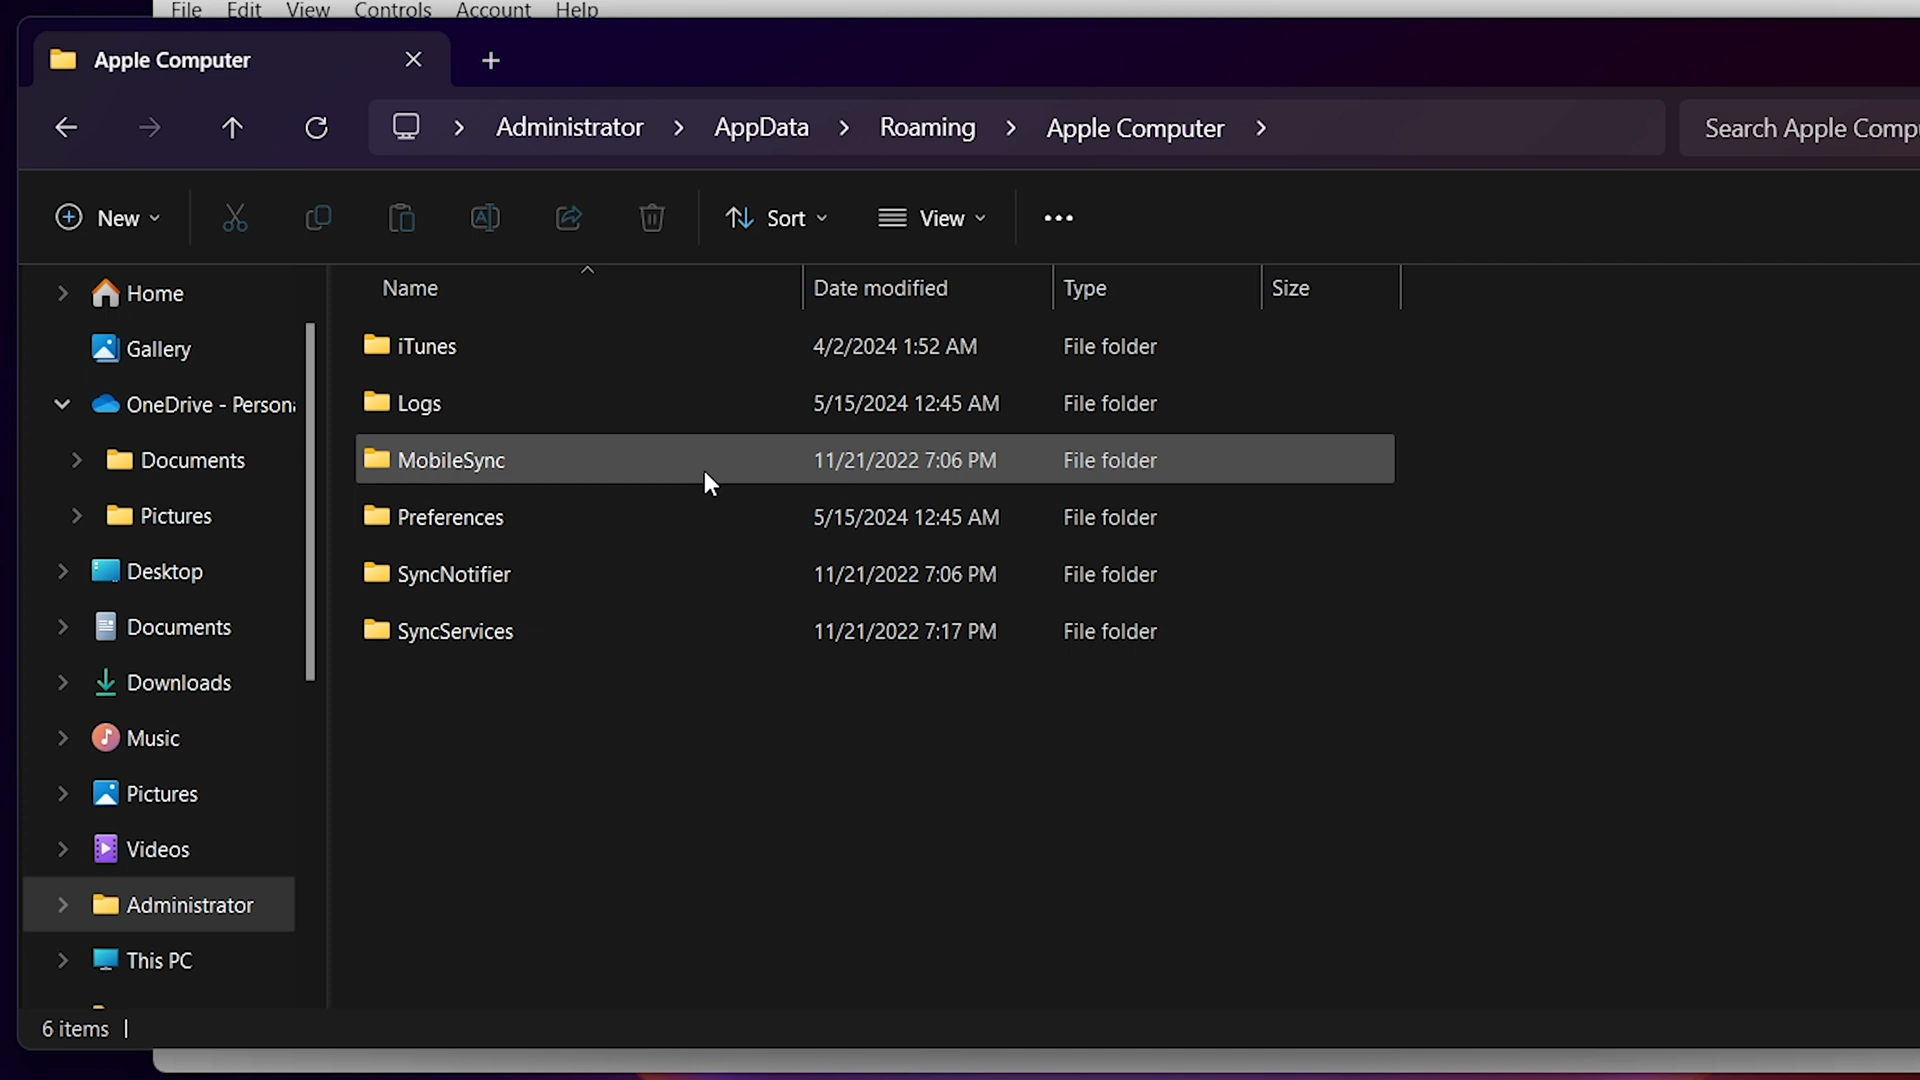 File Edit View Controls Account Help
Apple Computer
Administrator AppData Roaming Apple Computer Search Apple
New Sort View
Name Date modified Type Size
Home
Gallery
OneDrive -
Documents
Pictures
Desktop
Documents
Downloads
Music
Pictures
Videos
Administrator
This PC
iTunes 4/2/2024 1:52 AM File folder
Logs 5/15/2024 12:45 AM File folder
MobileSync 11/21/2022 7:06 PM File folder
Preferences 5/15/2024 12:45 AM File folder
SyncNotifier 11/21/2022 7:06 PM File folder
SyncServices 11/21/2022 7:17 PM File folder
6 items